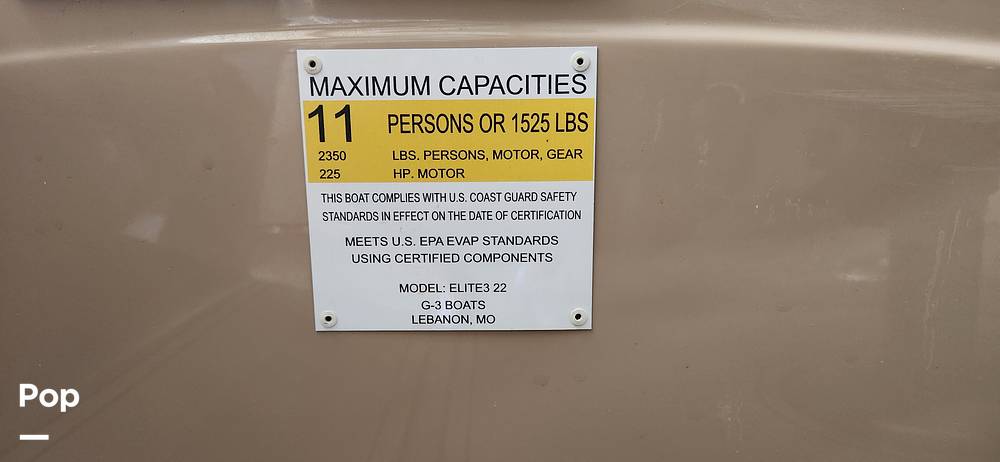 MAXIMUM CAPACITIES
11 PERSONS OR 1525 LBS
2350 LBS. PERSONS, MOTOR, GEAR
225 HP. MOTOR
THIS BOAT COMPLIES WITH U.S. COAST GUARD SAFETY
STANDARDS IN EFFECT ON THE DATE OF CERTIFICATION
MEETS U.S. EPA EVAP STANDARDS
USING CERTIFIED COMPONENTS
MODEL: ELITE3 22
G-3 BOATS
LEBANON, MO
Pop